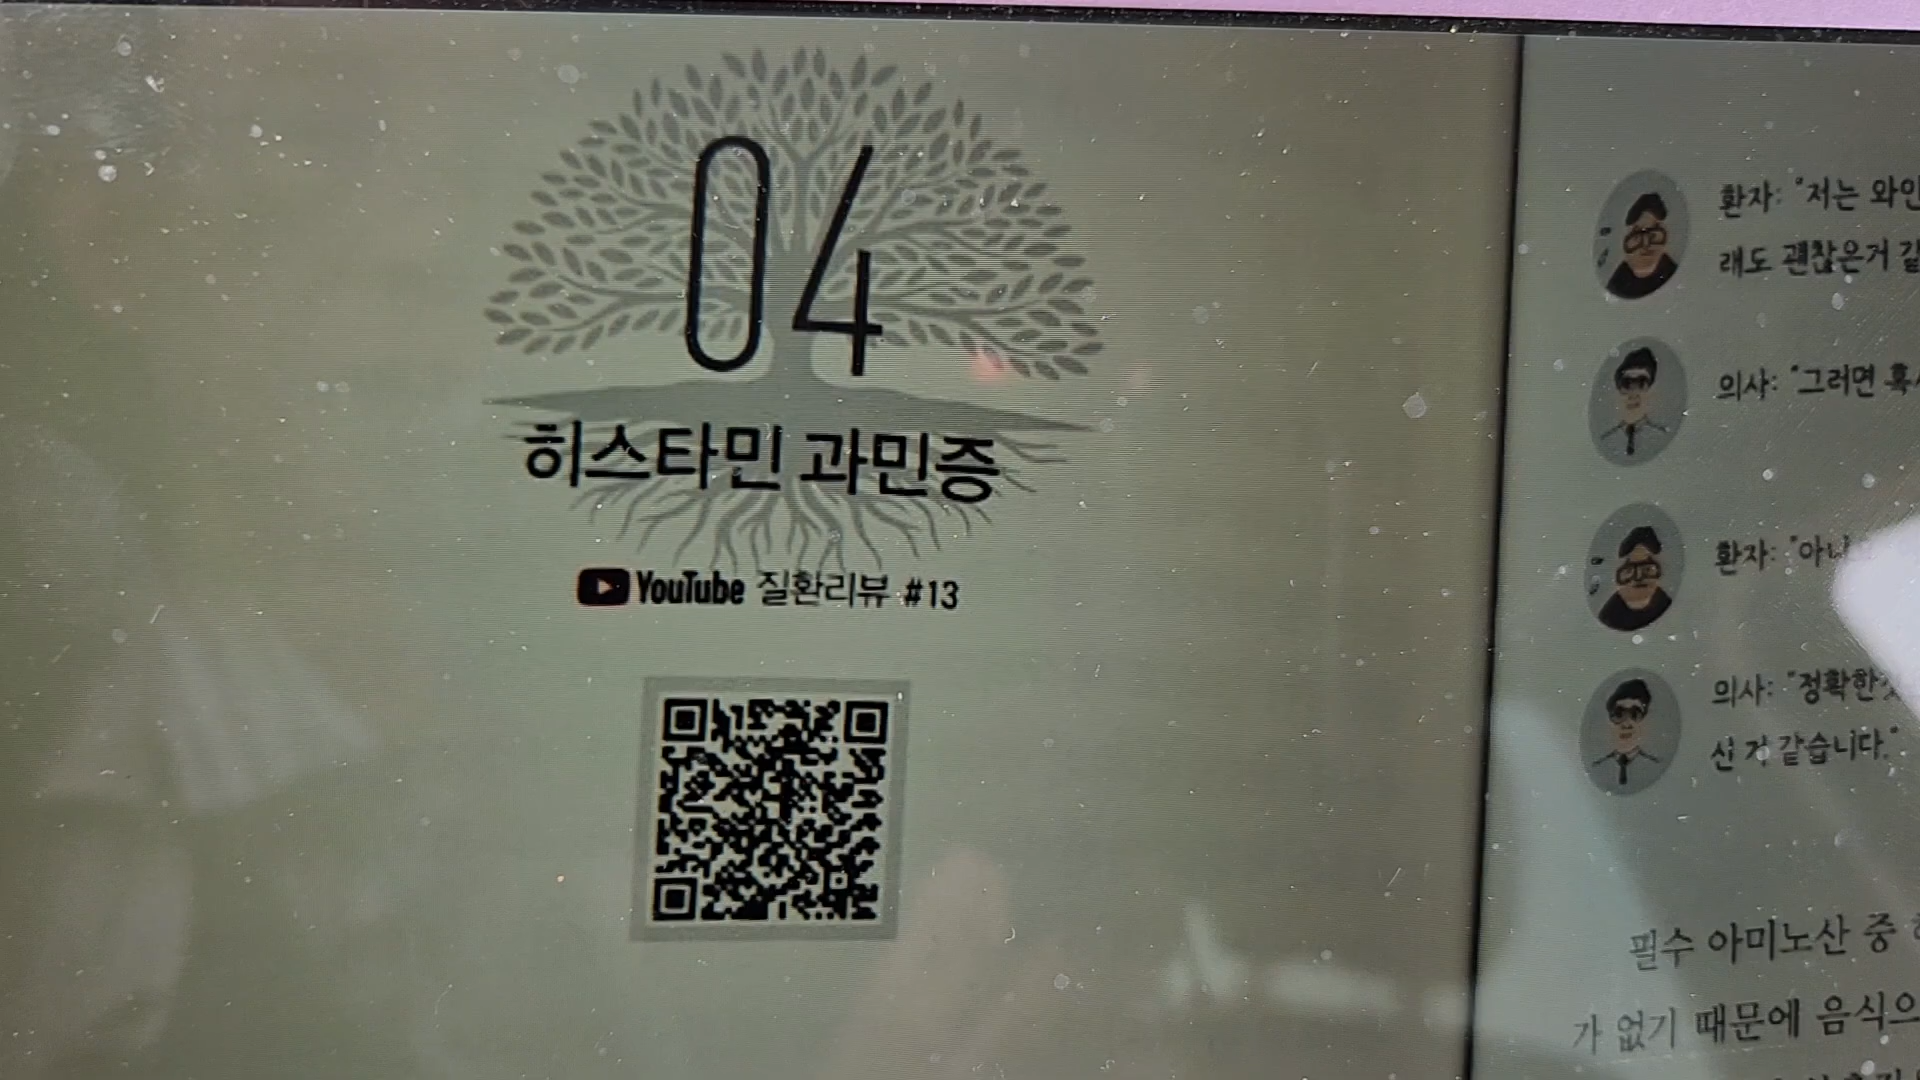 04
히스타민 과민증
YouTube 질환리뷰 #13
환자: "저는 와인
래도 괜찮은거 같
의사: "그러면 혹시
환자: "아니
의사: "정확한
신 거 같습니다."
필수 아미노산 중
가 없기 때문에 음식으